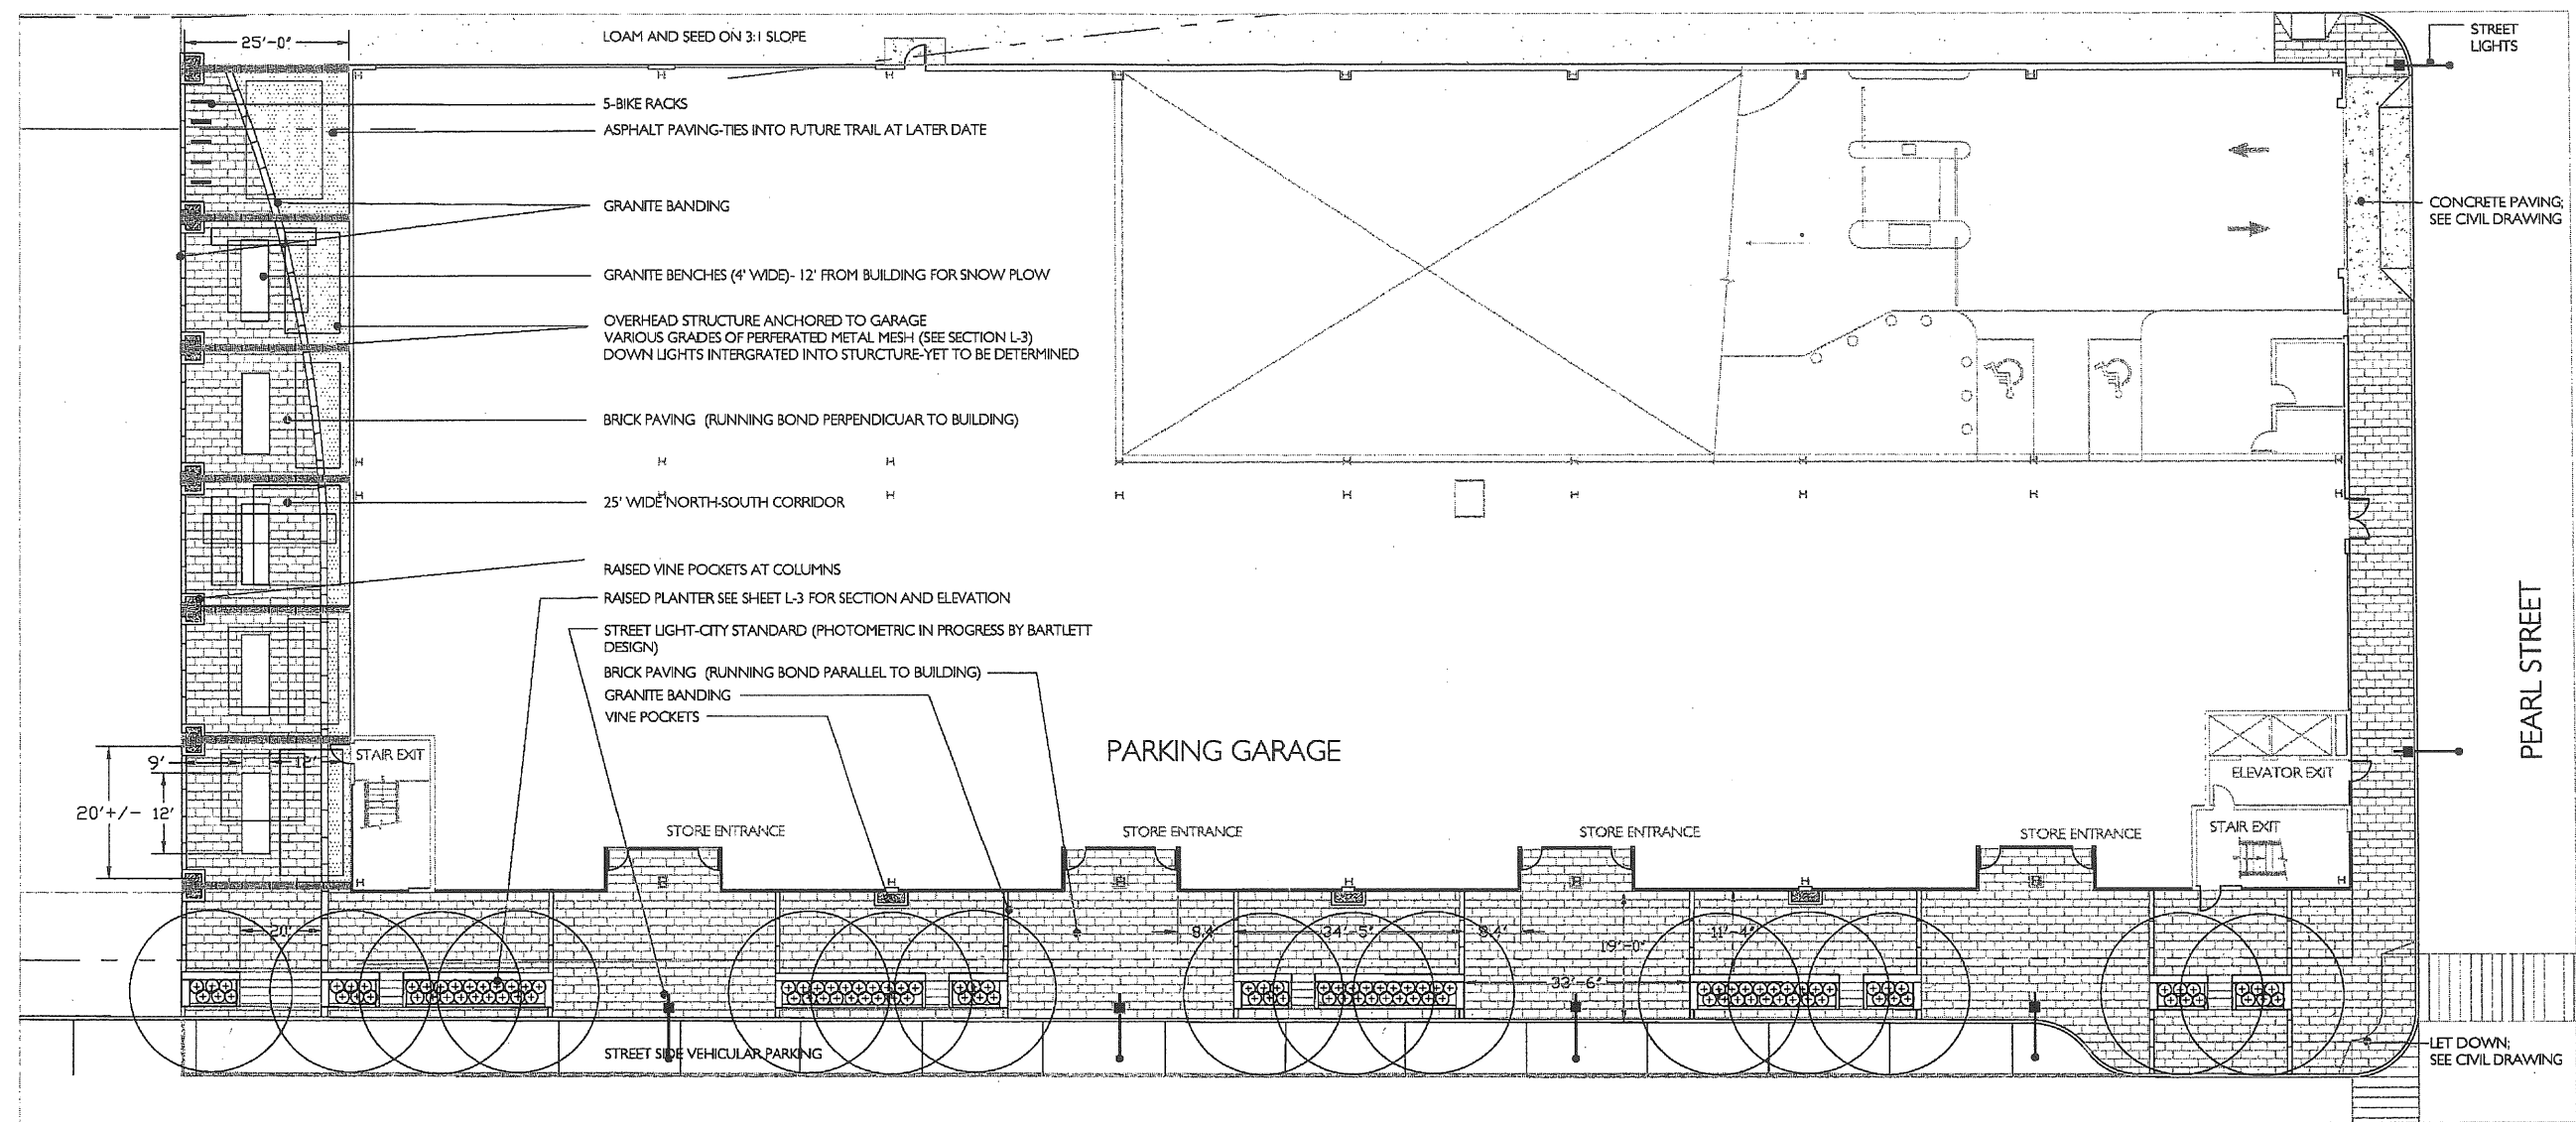 25'-0"
LOAM AND SEED ON 3:1 SLOPE
STREET
LIGHTS
5-BIKE RACKS
ASPHALT PAVING-TIES INTO FUTURE TRAIL AT LATER DATE
GRANITE BANDING
CONCRETE PAVING;
SEE CIVIL DRAWING
GRANITE BENCHES (4' WIDE)- 12' FROM BUILDING FOR SNOW PLOW
OVERHEAD STRUCTURE ANCHORED TO GARAGE
VARIOUS GRADES OF PERFERATED METAL MESH (SEE SECTION L-3)
DOWN LIGHTS INTERGRATED INTO STURCTURE-YET TO BE DETERMINED
BRICK PAVING (RUNNING BOND PERPENDICUAR TO BUILDING)
25' WIDE NORTH-SOUTH CORRIDOR
RAISED VINE POCKETS AT COLUMNS
RAISED PLANTER SEE SHEET L-3 FOR SECTION AND ELEVATION
STREET LIGHT-CITY STANDARD (PHOTOMETRIC IN PROGRESS BY BARTLETT
DESIGN)
BRICK PAVING (RUNNING BOND PARALLEL TO BUILDING)
GRANITE BANDING
VINE POCKETS
PEARL STREET
PARKING GARAGE
STAIR EXIT
9'
12'
20'+/- 12'
ELEVATOR EXIT
STAIR EXIT
STORE ENTRANCE
STORE ENTRANCE
STORE ENTRANCE
STORE ENTRANCE
20'
8.4'
34'-5"
8.4'
19'-0"
11'-4"
33'-6"
STREET SIDE VEHICULAR PARKING
LET DOWN;
SEE CIVIL DRAWING